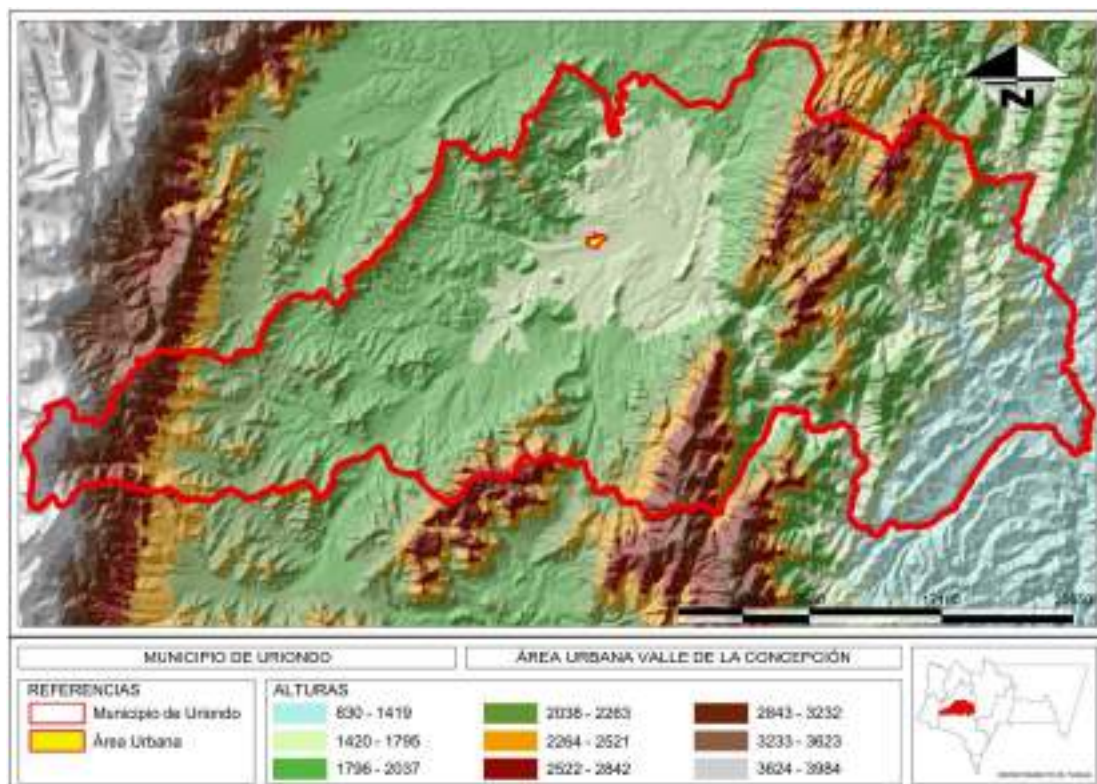 N
MUNICIPIO DE URIONDO
ÁREA URBANA VALLE DE LA CONCEPCIÓN
REFERENCIAS
Municipio de Uriondo
Área Urbana
ALTURAS
830 - 1419
1420 - 1795
1796 - 2037
2038 - 2263
2264 - 2521
2522 - 2842
2843 - 3232
3233 - 3623
3624 - 3984